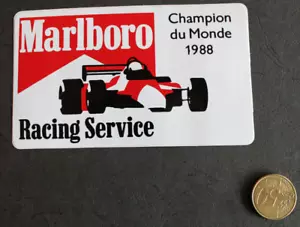 Marlboro
Champion
du Monde
1988
Racing Service